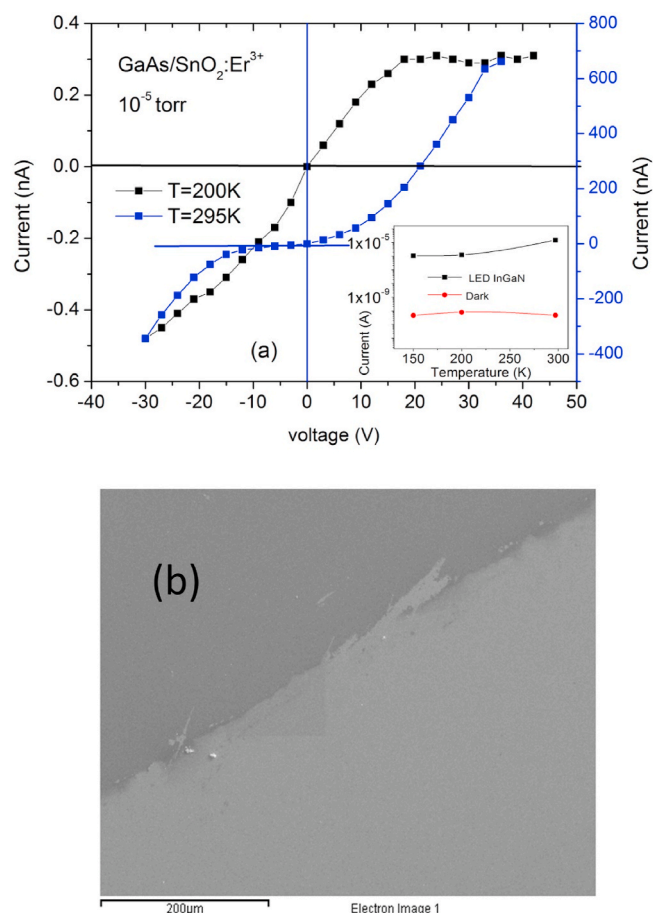 GaAs/SnO₂:Er³⁺
10⁻⁵ torr
T=200K
T=295K
(a)
0.4
0.2
0.0
-0.2
-0.4
-0.6
Current (nA)
800
600
400
200
0
-200
-400
Current (nA)
-40 -30 -20 -10 0 10 20 30 40 50
voltage (V)
1x10⁻⁵
1x10⁻⁹
Current (A)
LED InGaN
Dark
150 200 250 300
Temperature (K)
(b)
200µm
Electron Image 1